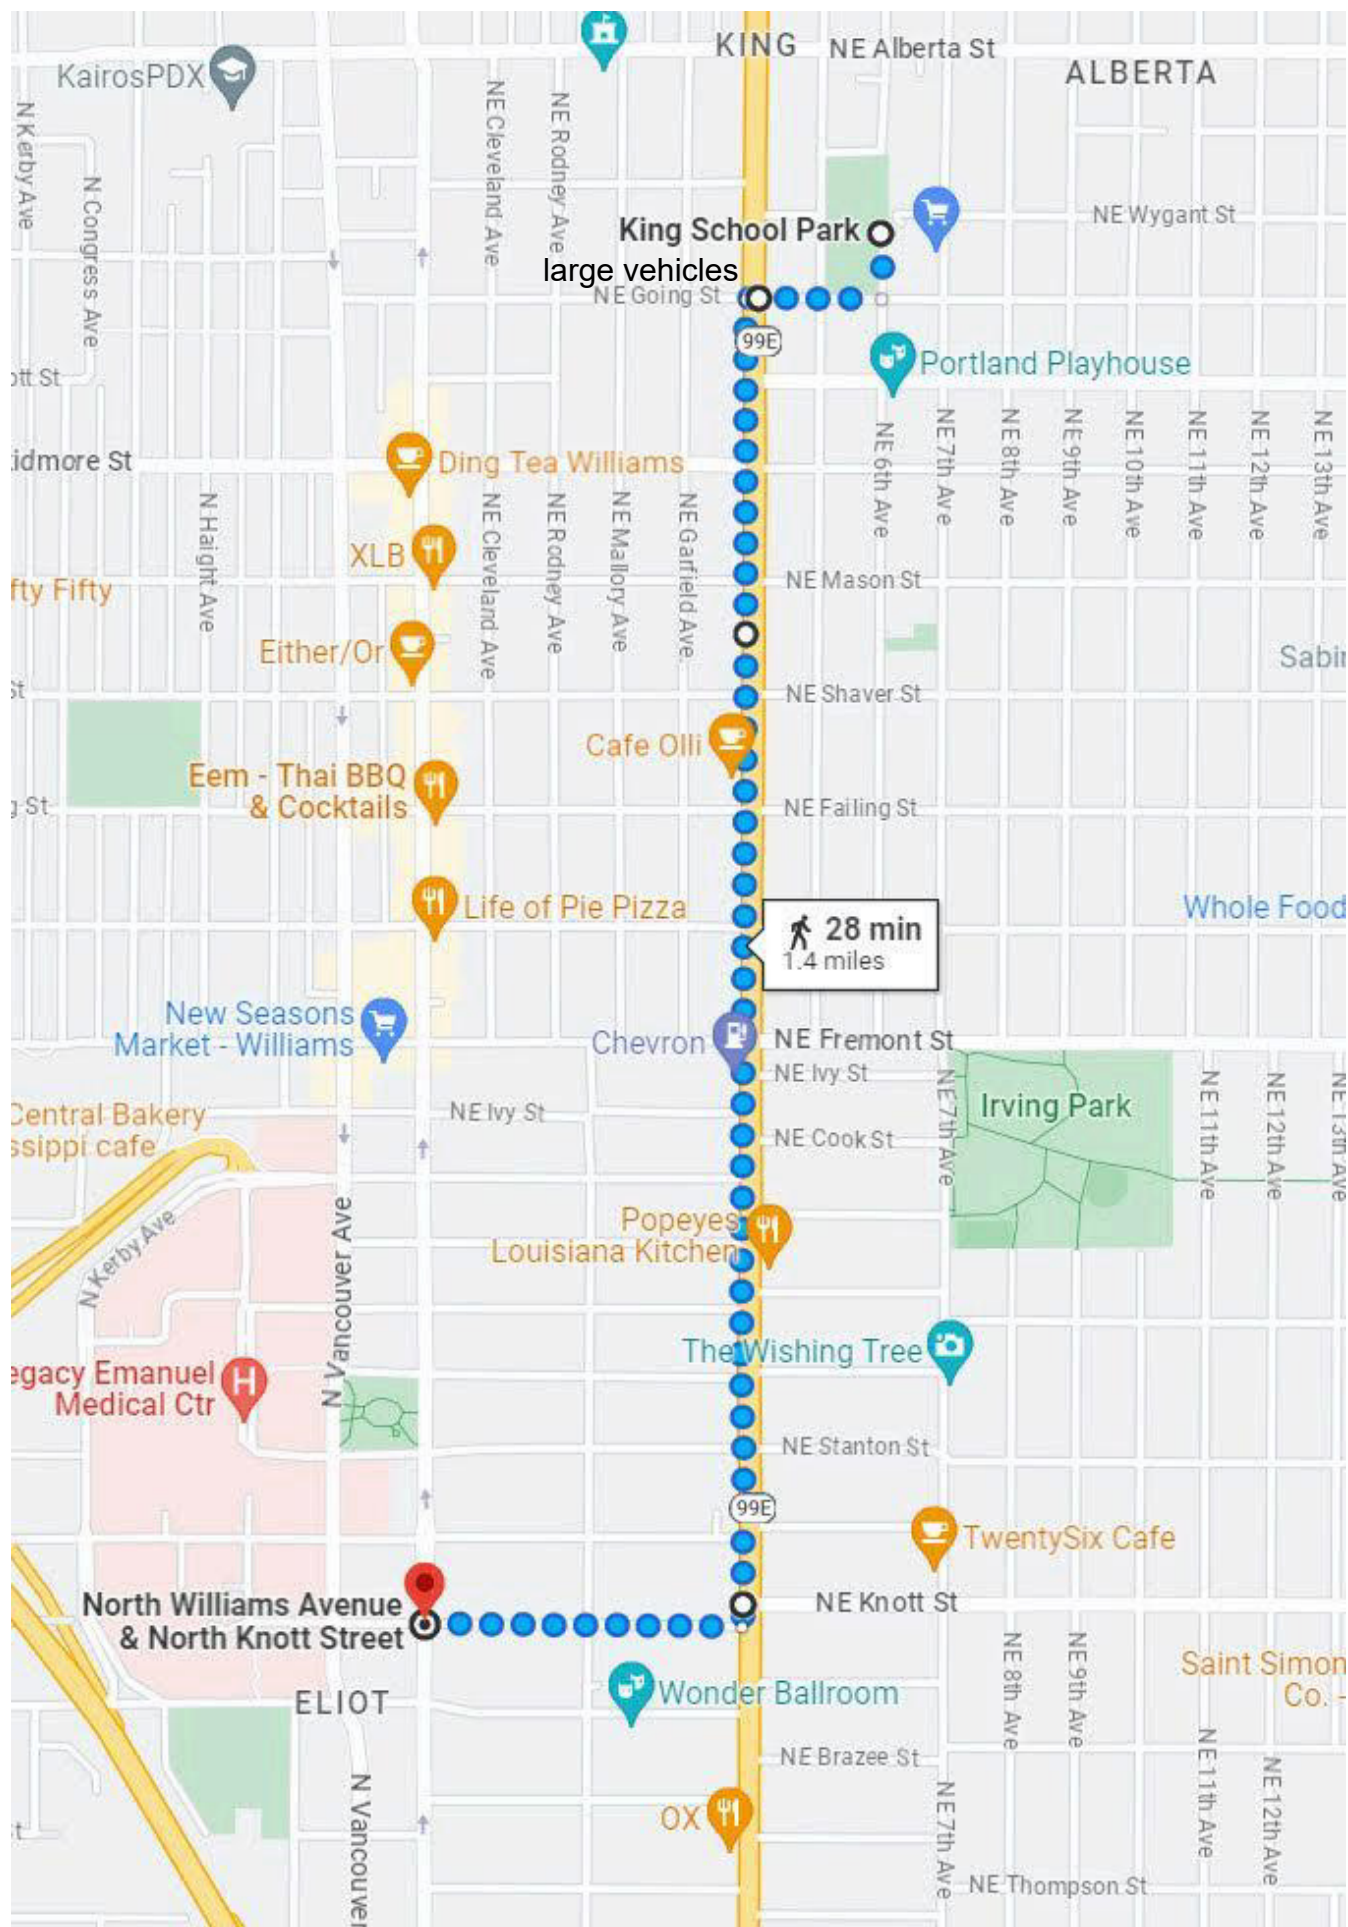 KING
NE Alberta St
KairosPDX
ALBERTA
N Kerby Ave
N Congress Ave
NE Cleveland Ave
NE Rodney Ave
NE Wygant St
King School Park
large vehicles
NE Going St
99E
Portland Playhouse
ott St
idmore St
Ding Tea Williams
N Haight Ave
NE Cleveland Ave
NE Rodney Ave
NE Mallory Ave
NE Garfield Ave
NE 6th Ave
NE 7th Ave
NE 8th Ave
NE 9th Ave
NE 10th Ave
NE 11th Ave
NE 12th Ave
NE 13th Ave
XLB
NE Mason St
fty Fifty
Either/Or
Sabin
St
NE Shaver St
Cafe Olli
Eem - Thai BBQ
& Cocktails
g St
NE Failing St
Life of Pie Pizza
Whole Food
28 min
1.4 miles
New Seasons
Market - Williams
Chevron
NE Fremont St
NE Ivy St
NE Ivy St
Central Bakery
ssippi cafe
NE Cook St
NE 7th Ave
Irving Park
NE 11th Ave
NE 12th Ave
NE 13th Ave
N Kerby Ave
N Vancouver Ave
Popeyes
Louisiana Kitchen
The Wishing Tree
egacy Emanuel
Medical Ctr
NE Stanton St
99E
TwentySix Cafe
North Williams Avenue
& North Knott Street
NE Knott St
NE 8th Ave
NE 9th Ave
Saint Simon
Co. -
Wonder Ballroom
ELIOT
NE Brazee St
N Vancouver
OX
NE 7th Ave
NE 11th Ave
NE 12th Ave
t
NE Thompson St